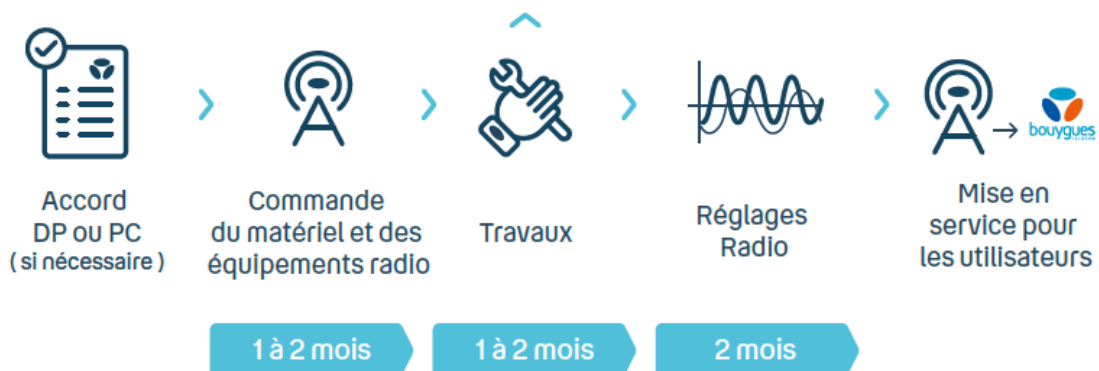 Accord
DP ou PC
( si nécessaire )
Commande
du matériel et des
équipements radio
Travaux
Réglages
Radio
bouygues
Mise en
service pour
les utilisateurs
1 à 2 mois
1 à 2 mois
2 mois